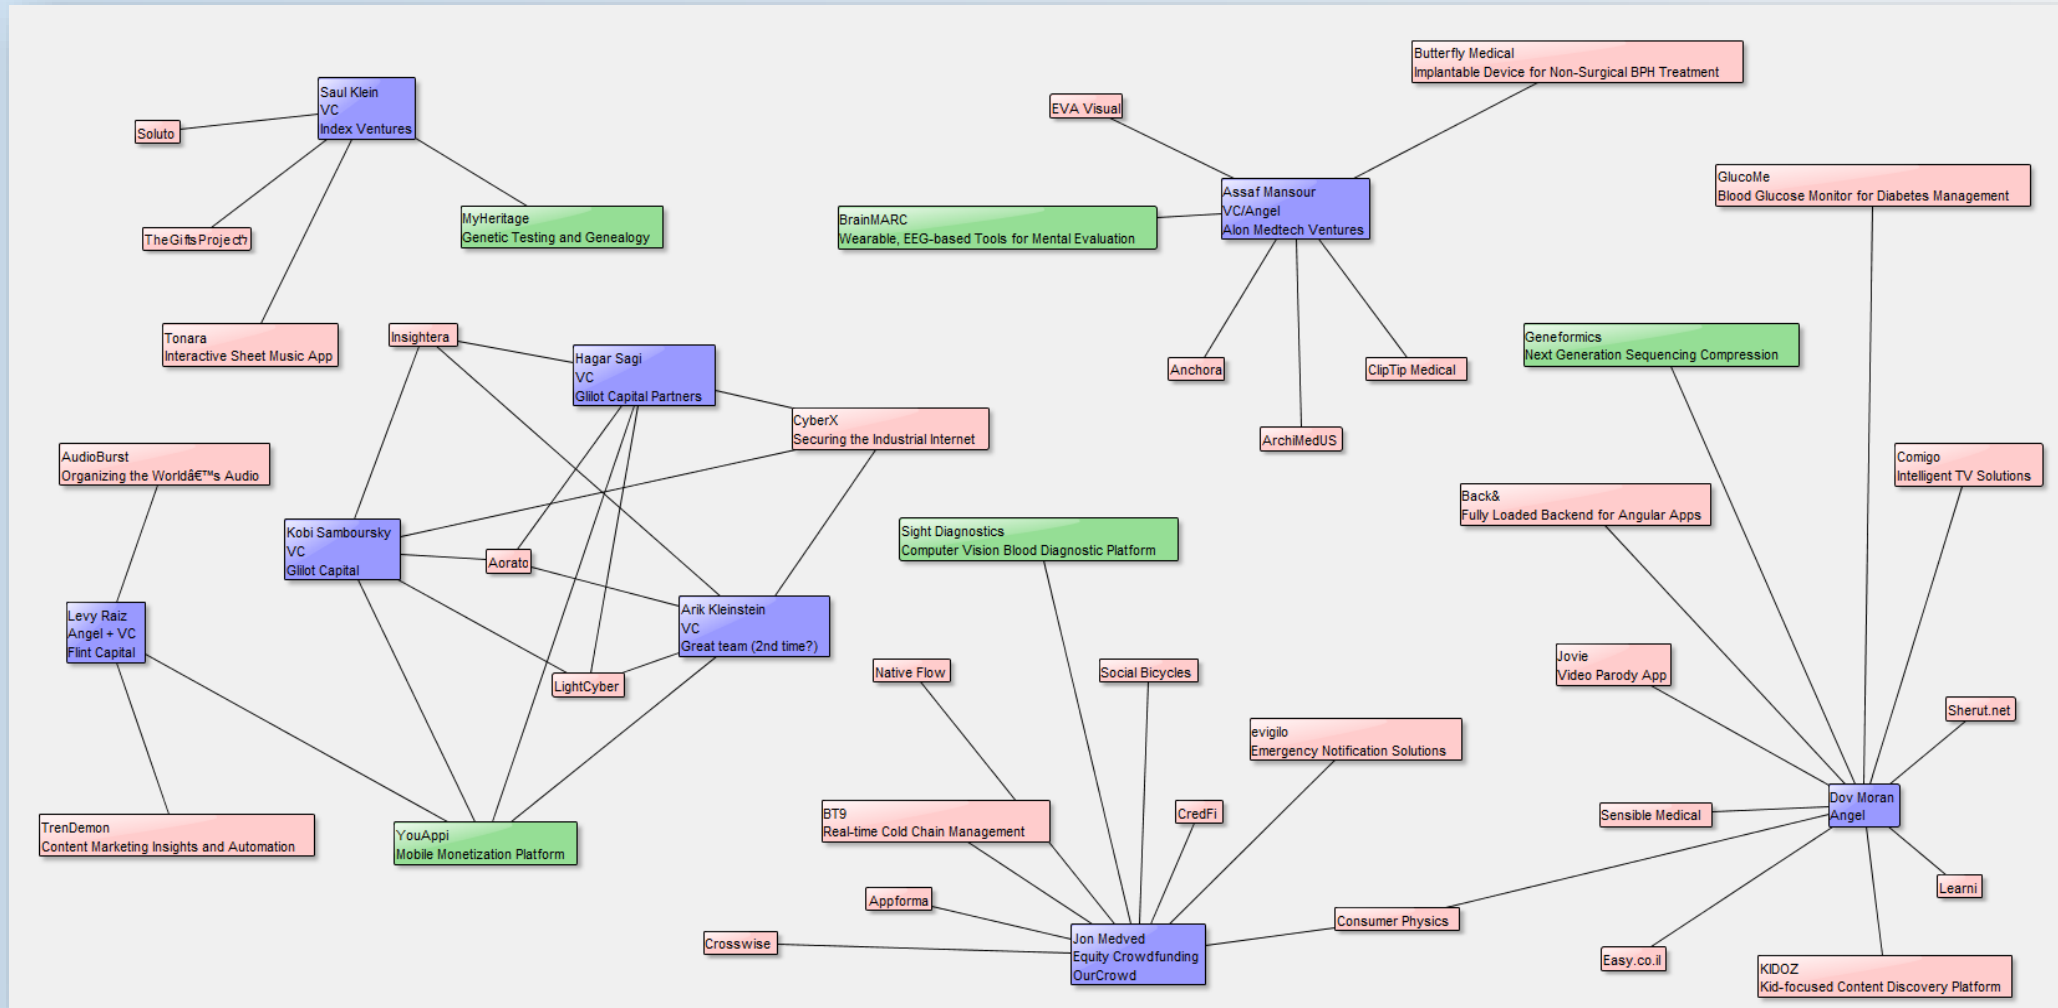 Butterfly Medical
Implantable Device for Non-Surgical BPH Treatment
Saul Klein
VC
Index Ventures
EVA Visual
Soluto
GlucoMe
Blood Glucose Monitor for Diabetes Management
Assaf Mansour
VC/Angel
Alon Medtech Ventures
MyHeritage
Genetic Testing and Genealogy
BrainMARC
Wearable, EEG-based Tools for Mental Evaluation
Tonara
Interactive Sheet Music App
Insightera
Geneformics
Next Generation Sequencing Compression
Hagar Sagi
VC
Glilot Capital Partners
Anchora
ClipTip Medical
CyberX
Securing the Industrial Internet
ArchiMedUS
AudioBurst
Organizing the Worldâ€™s Audio
Comigo
Intelligent TV Solutions
Back&
Fully Loaded Backend for Angular Apps
Kobi Samboursky
VC
Glilot Capital
Sight Diagnostics
Computer Vision Blood Diagnostic Platform
Aorato
Levy Raiz
Angel + VC
Flint Capital
Arik Kleinstein
VC
Great team (2nd time?)
Jovie
Video Parody App
Native Flow
Social Bicycles
LightCyber
Sherut.net
evigilo
Emergency Notification Solutions
Dov Moran
Angel
BT9
Real-time Cold Chain Management
CredFi
Sensible Medical
TrenDemon
Content Marketing Insights and Automation
YouAppi
Mobile Monetization Platform
Learni
Appforma
Consumer Physics
Crosswise
Jon Medved
Equity Crowdfunding
OurCrowd
Easy.co.il
KIDOZ
Kid-focused Content Discovery Platform